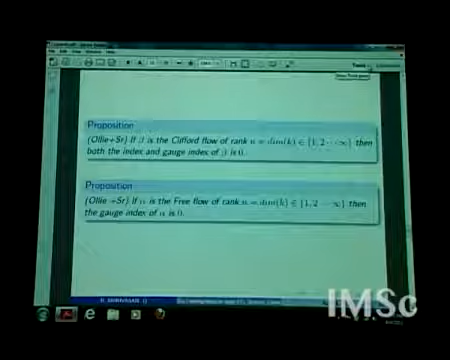 Proposition
(Ollie+Sr) If β is the Clifford flow of rank n = dim(k) ∈ {1, 2 ··· ∞} then
both the index and gauge index of β is 0.
Proposition
(Ollie +Sr) If α is the Free flow of rank n = dim(k) ∈ {1, 2 ··· ∞} then
the gauge index of α is 0.
R. SRINIVASAN ()
IMSc